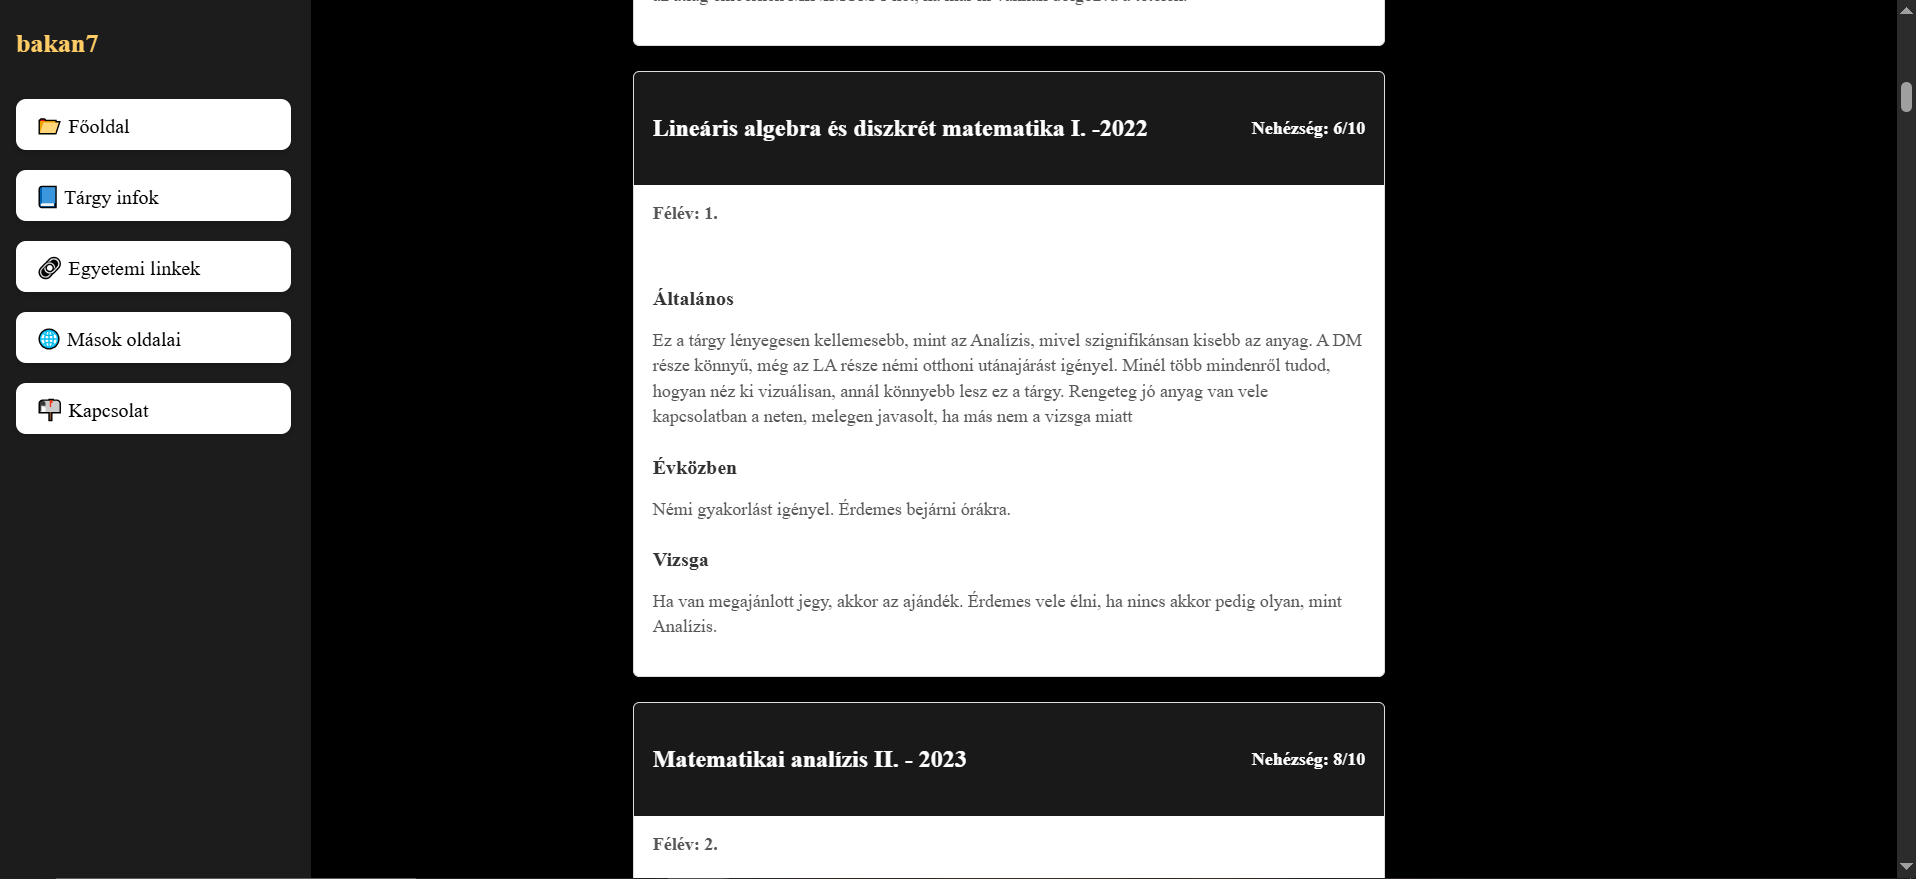 bakan7
Főoldal
Tárgy infok
Egyetemi linkek
Mások oldalai
Kapcsolat
Lineáris algebra és diszkrét matematika I. -2022
Nehézség: 6/10
Félév: 1.
Általános
Ez a tárgy lényegesen kellemesebb, mint az Analízis, mivel szignifikánsan kisebb az anyag. A DM
része könnyű, még az LA része némi otthoni utánajárást igényel. Minél több mindenről tudod,
hogyan néz ki vizuálisan, annál könnyebb lesz ez a tárgy. Rengeteg jó anyag van vele
kapcsolatban a neten, melegen javasolt, ha más nem a vizsga miatt
Évközben
Némi gyakorlást igényel. Érdemes bejárni órákra.
Vizsga
Ha van megajánlott jegy, akkor az ajándék. Érdemes vele élni, ha nincs akkor pedig olyan, mint
Analízis.
Matematikai analízis II. - 2023
Nehézség: 8/10
Félév: 2.